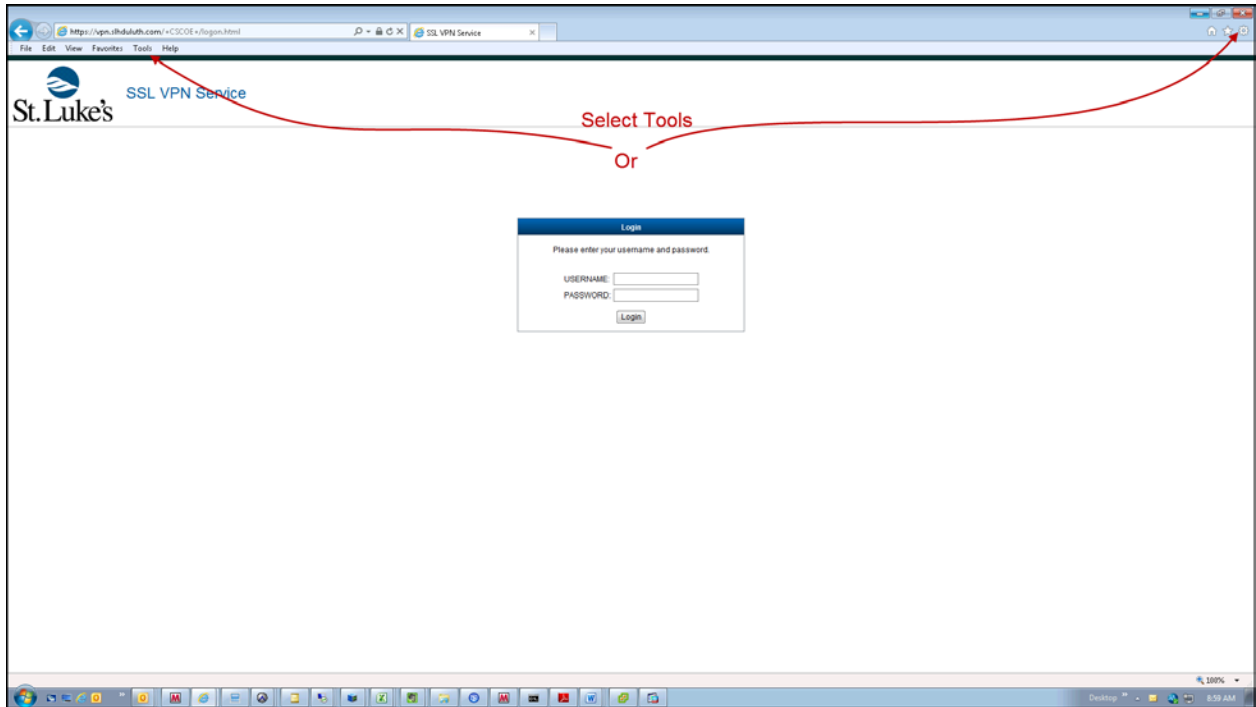 https://vpn.slhduluth.com/+CSCOE+/logon.html
SSL VPN Service
File Edit View Favorites Tools Help
St. Luke's
SSL VPN Service
Select Tools
Or
Login
Please enter your username and password.
USERNAME:
PASSWORD:
Login
100%
Desktop
8:59 AM